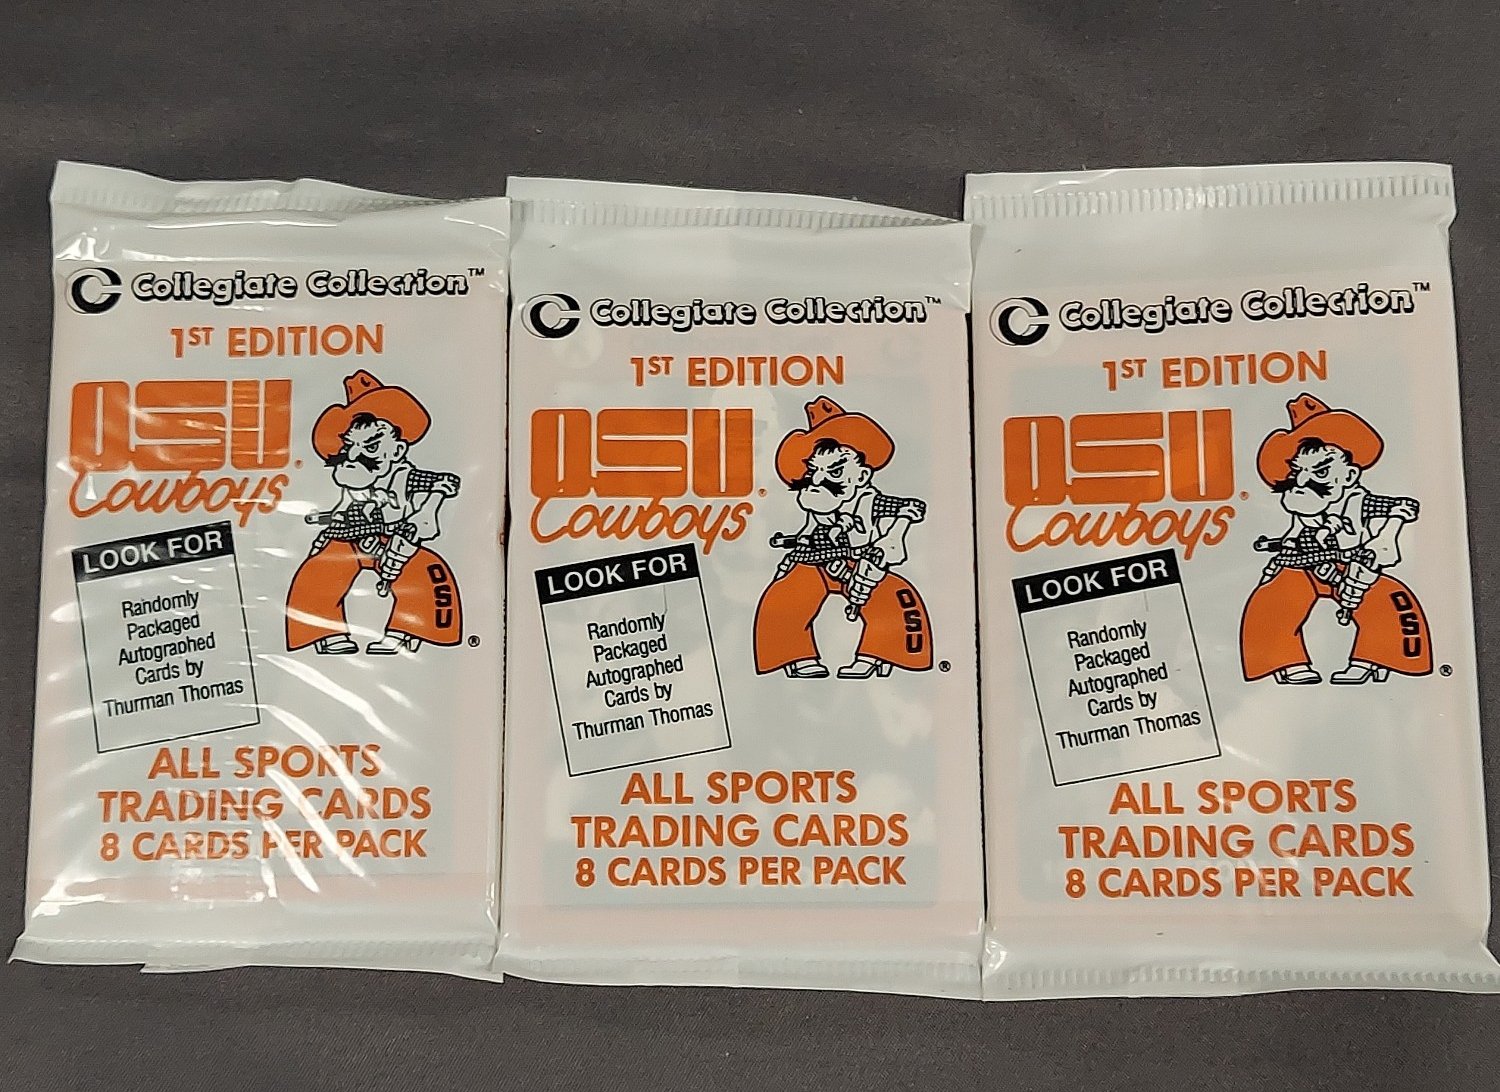 Collegiate Collection™
1ST EDITION
OSU®
Cowboys
LOOK FOR
Randomly
Packaged
Autographed
Cards by
Thurman Thomas
OSU
®
ALL SPORTS
TRADING CARDS
8 CARDS PER PACK
Collegiate Collection™
1ST EDITION
OSU®
Cowboys
LOOK FOR
Randomly
Packaged
Autographed
Cards by
Thurman Thomas
OSU
®
ALL SPORTS
TRADING CARDS
8 CARDS PER PACK
Collegiate Collection™
1ST EDITION
OSU®
Cowboys
LOOK FOR
Randomly
Packaged
Autographed
Cards by
Thurman Thomas
OSU
®
ALL SPORTS
TRADING CARDS
8 CARDS PER PACK